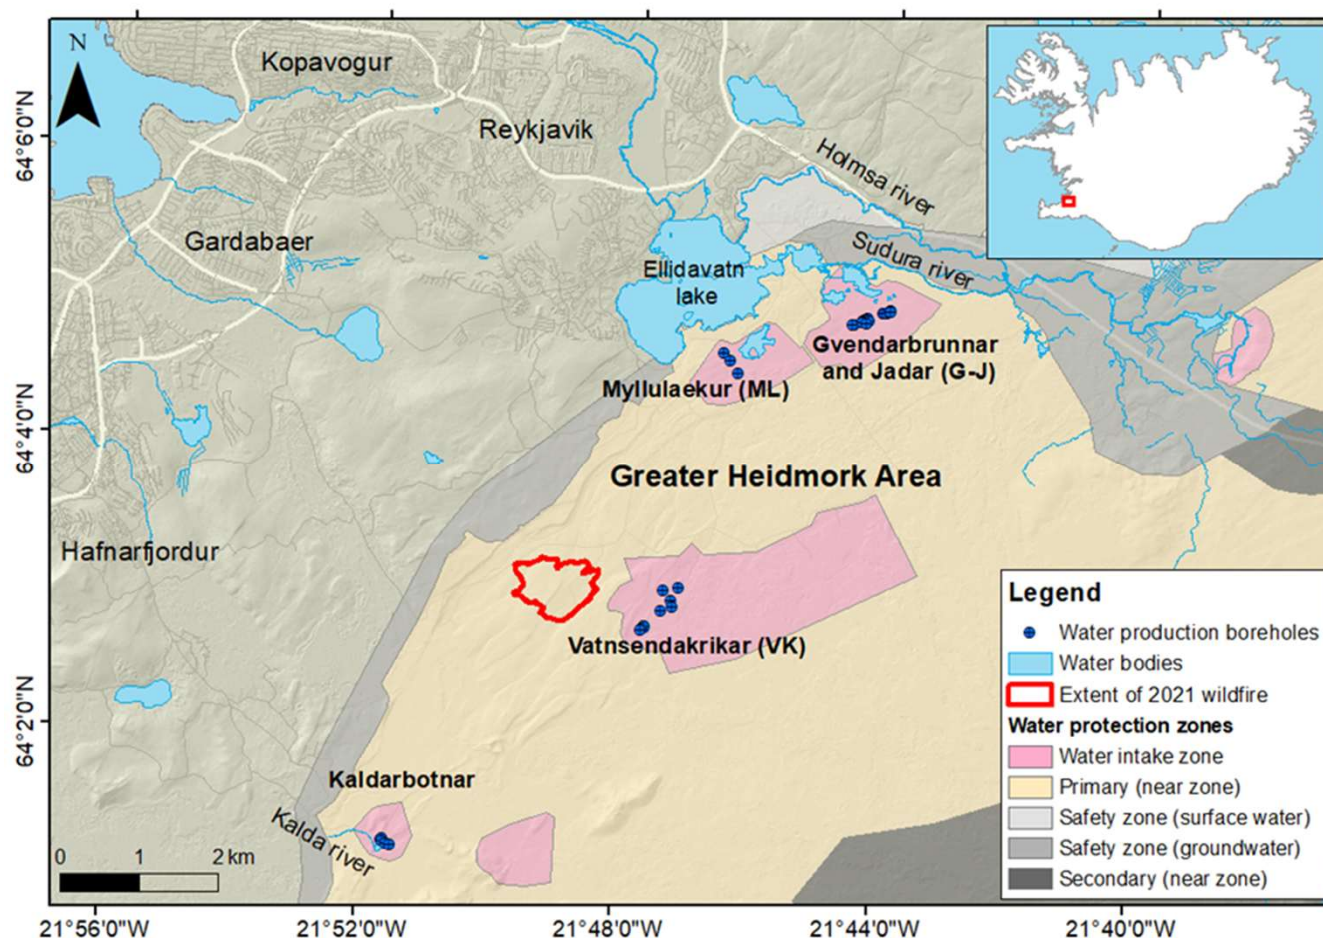 N
Kopavogur
Reykjavik
Holmsa river
Gardabaer
Sudura river
Ellidavatn
lake
Gvendarbrunnar
and Jadar (G-J)
Myllulaekur (ML)
Greater Heidmork Area
Hafnarfjordur
Vatnsendakrikar (VK)
Kaldarbotnar
Kalda river
0 1 2 km
64°6'0"N
64°4'0"N
64°2'0"N
21°56'0"W 21°52'0"W 21°48'0"W 21°44'0"W 21°40'0"W
Legend
Water production boreholes
Water bodies
Extent of 2021 wildfire
Water protection zones
Water intake zone
Primary (near zone)
Safety zone (surface water)
Safety zone (groundwater)
Secondary (near zone)